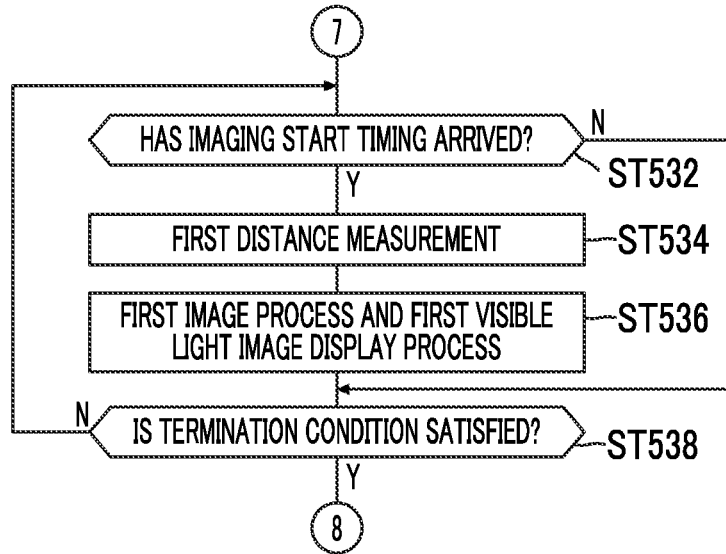 7
HAS IMAGING START TIMING ARRIVED?
N
ST532
Y
FIRST DISTANCE MEASUREMENT
ST534
FIRST IMAGE PROCESS AND FIRST VISIBLE
LIGHT IMAGE DISPLAY PROCESS
ST536
N
IS TERMINATION CONDITION SATISFIED?
ST538
Y
8